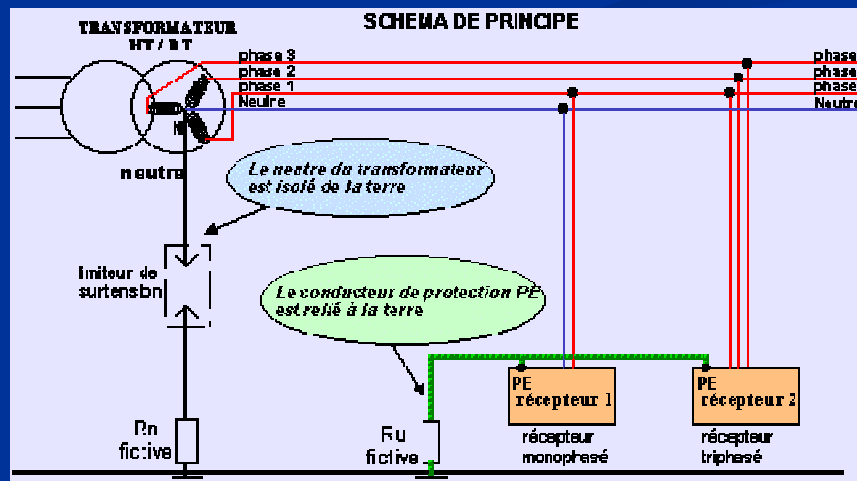 TRANSFORMATEUR
HT / BT
SCHEMA DE PRINCIPE
phase 3
phase 2
phase 1
Neutre
phase
phase
phase
Neutre
N
neutre
Le neutre du transformateur
est isolé de la terre
imiteur de
surtension
Le conducteur de protection PE
est relié à la terre
PE
récepteur 1
PE
récepteur 2
Rn
fictive
Ru
fictive
récepteur
monophasé
récepteur
triphasé